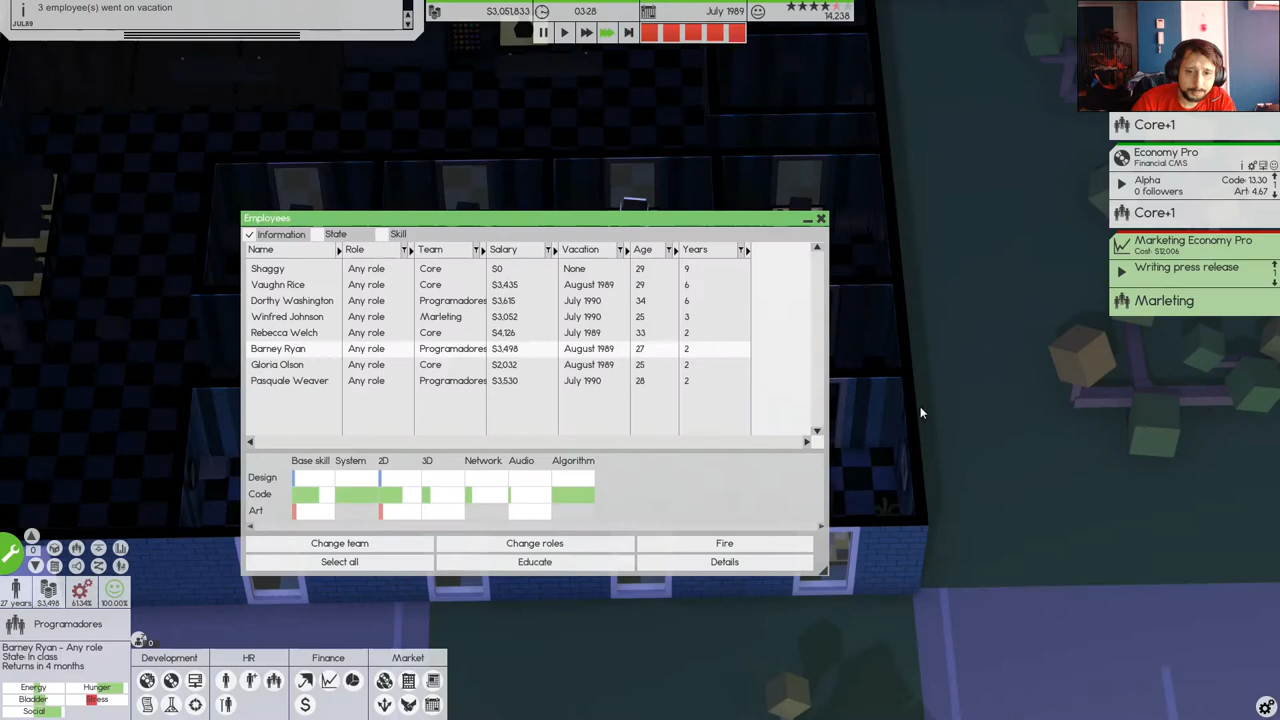 3 employee(s) went on vacation
JUL89
$3,051,833
03:28
July 1989
14,238
Core+1
Economy Pro
Financial CMS
Alpha
Code: 13.30
0 followers
Art: 4.67
1
Core+1
Marketing Economy Pro
Cost: $12,006
Writing press release
1
Marleting
Employees
Information State Skill
Name Role Team Salary Vacation Age Years
Shaggy Any role Core $0 None 29 9
Vaughn Rice Any role Core $3,435 August 1989 29 6
Dorthy Washington Any role Programadores $3,615 July 1990 34 6
Winfred Johnson Any role Marleting $3,052 July 1990 25 3
Rebecca Welch Any role Core $4,126 July 1989 33 2
Barney Ryan Any role Programadores $3,498 August 1989 27 2
Gloria Olson Any role Core $2,032 August 1989 25 2
Pasquale Weaver Any role Programadores $3,530 July 1990 28 2
Base skill System 2D 3D Network Audio Algorithm
Design
Code
Art
Change team Change roles Fire
Select all Educate Details
0
27 years $3,498 61.34% 100.00%
Programadores
Barney Ryan - Any role
State: In class
Returns in 4 months
Energy Hunger
Bladder Stress
Social
0
Development HR Finance Market